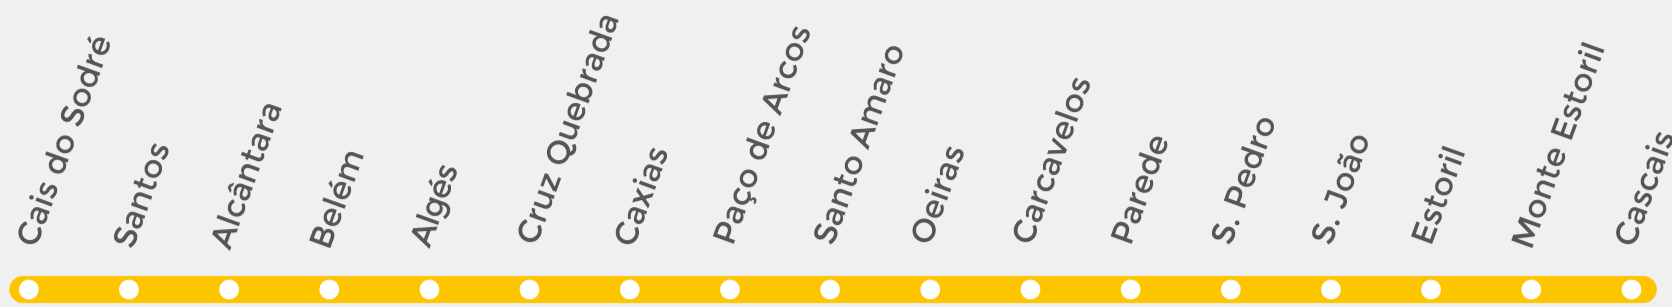 Cais do Sodré
Santos
Alcântara
Belém
Algés
Cruz Quebrada
Caxias
Paço de Arcos
Santo Amaro
Oeiras
Carcavelos
Parede
S. Pedro
S. João
Estoril
Monte Estoril
Cascais